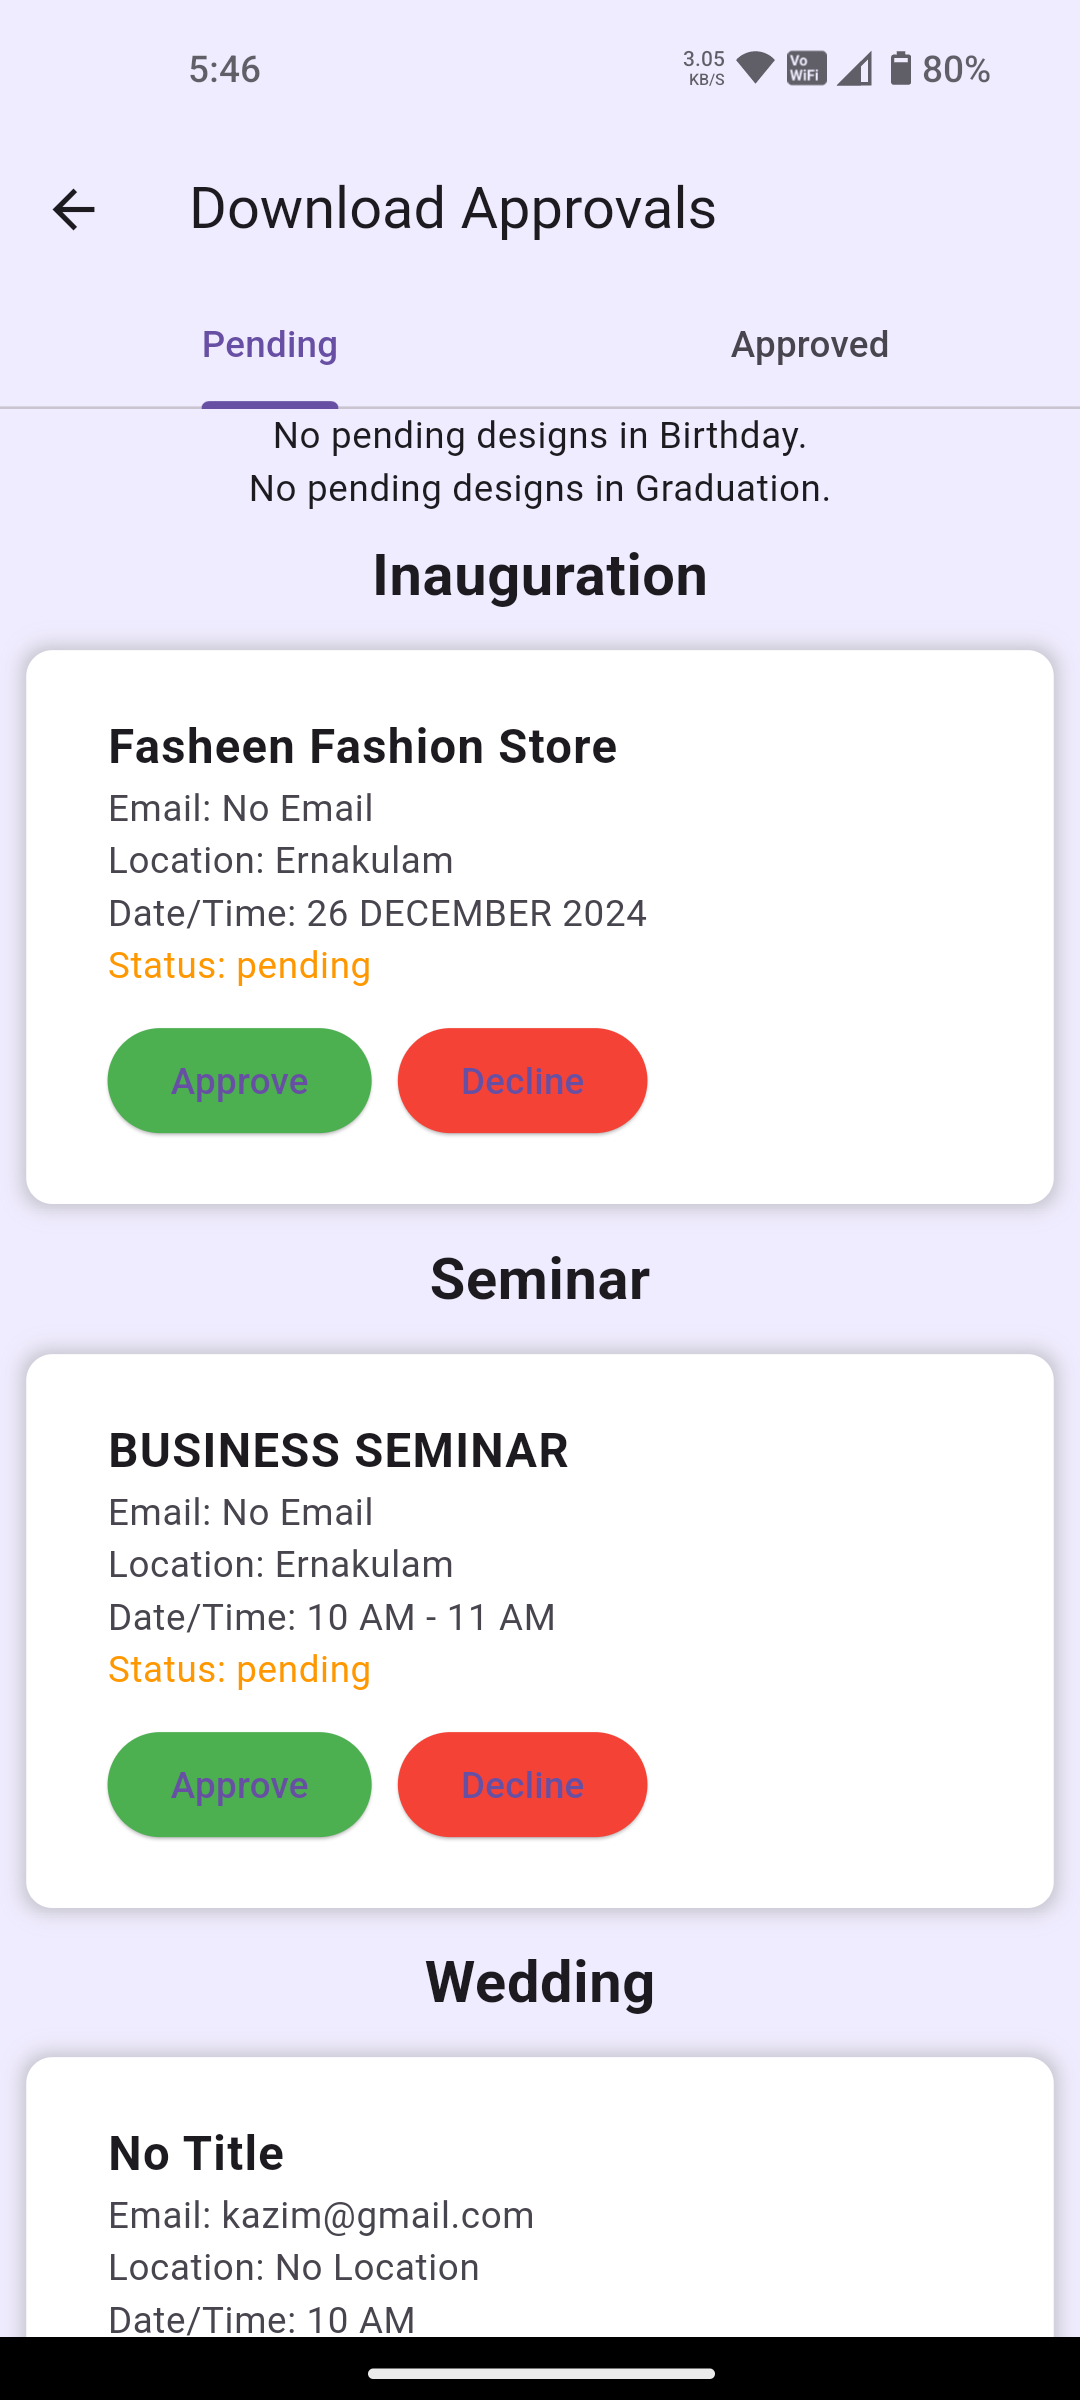 5:46
3.05
KB/S
Vo
WiFi
80%
Download Approvals
Pending
Approved
No pending designs in Birthday.
No pending designs in Graduation.
Inauguration
Fasheen Fashion Store
Email: No Email
Location: Ernakulam
Date/Time: 26 DECEMBER 2024
Status: pending
Approve
Decline
Seminar
BUSINESS SEMINAR
Email: No Email
Location: Ernakulam
Date/Time: 10 AM - 11 AM
Status: pending
Approve
Decline
Wedding
No Title
Email: kazim@gmail.com
Location: No Location
Date/Time: 10 AM